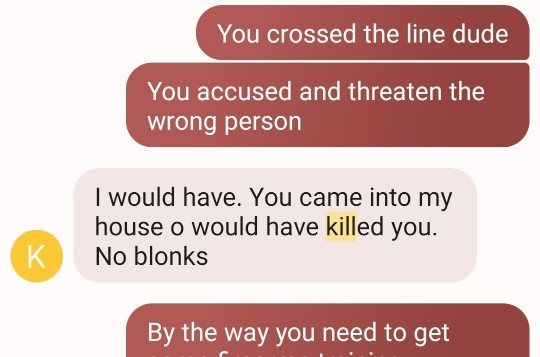 You crossed the line dude
You accused and threaten the
wrong person
I would have. You came into my
house o would have killed you.
No blonks
K
By the way you need to get